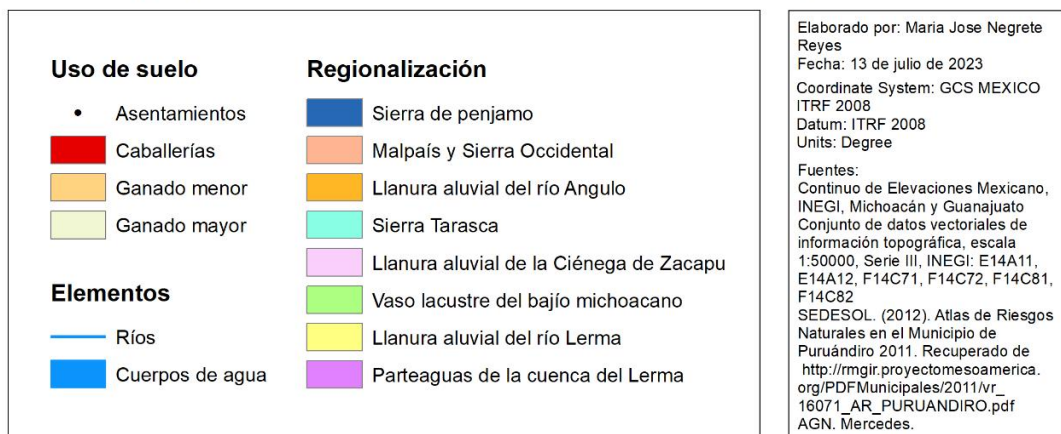 Uso de suelo
Asentamientos
Caballerías
Ganado menor
Ganado mayor
Elementos
Ríos
Cuerpos de agua
Regionalización
Sierra de penjamo
Malpaís y Sierra Occidental
Llanura aluvial del río Angulo
Sierra Tarasca
Llanura aluvial de la Ciénega de Zacapu
Vaso lacustre del bajío michoacano
Llanura aluvial del río Lerma
Parteaguas de la cuenca del Lerma
Elaborado por: Maria Jose Negrete
Reyes
Fecha: 13 de julio de 2023
Coordinate System: GCS MEXICO
ITRF 2008
Datum: ITRF 2008
Units: Degree
Fuentes:
Continuo de Elevaciones Mexicano,
INEGI, Michoacán y Guanajuato
Conjunto de datos vectoriales de
información topográfica, escala
1:50000, Serie III, INEGI: E14A11,
E14A12, F14C71, F14C72, F14C81,
F14C82
SEDESOL. (2012). Atlas de Riesgos
Naturales en el Municipio de
Puruándiro 2011. Recuperado de
http://rmgir.proyectomesoamerica.
org/PDFMunicipales/2011/vr_
16071_AR_PURUANDIRO.pdf
AGN. Mercedes.